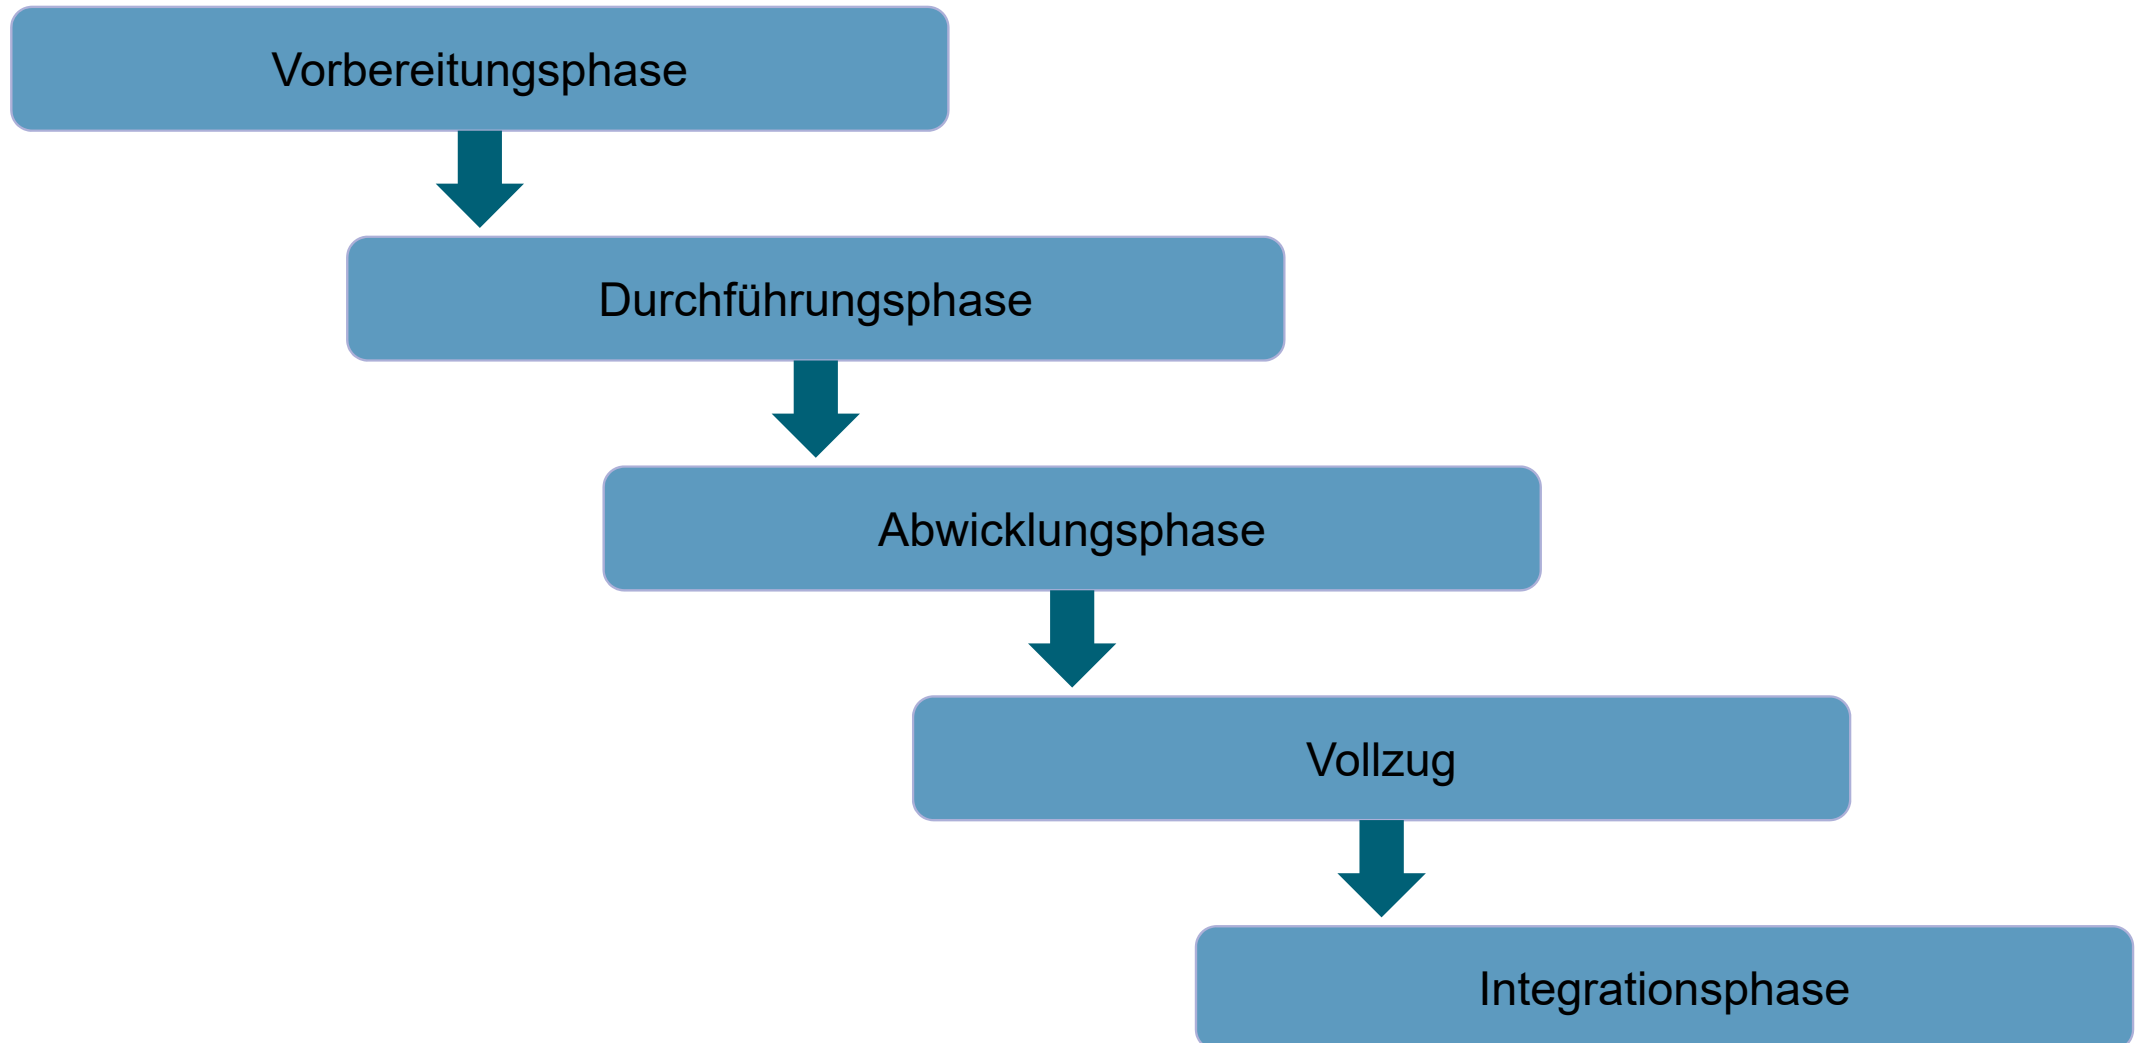 Vorbereitungsphase
Durchführungsphase
Abwicklungsphase
Vollzug
Integrationsphase